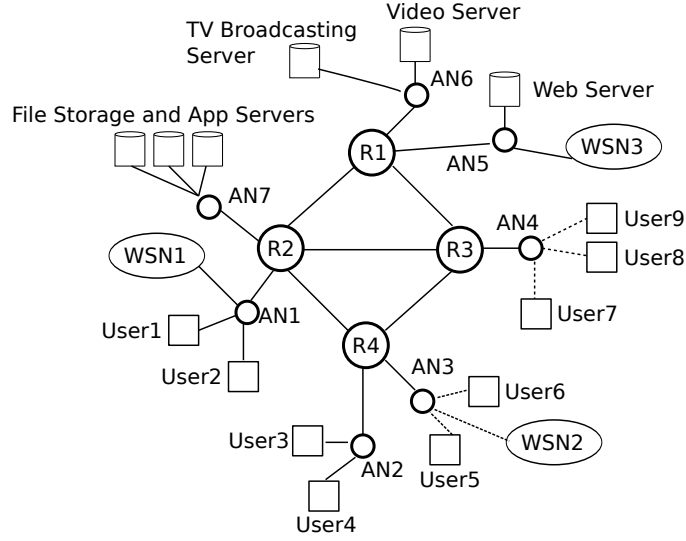 Video Server
TV Broadcasting
Server
AN6
Web Server
File Storage and App Servers
R1
AN5
WSN3
AN7
AN4
User9
WSN1
R2
R3
User8
AN1
User7
User1
R4
AN3
User2
User6
User3
WSN2
AN2
User5
User4